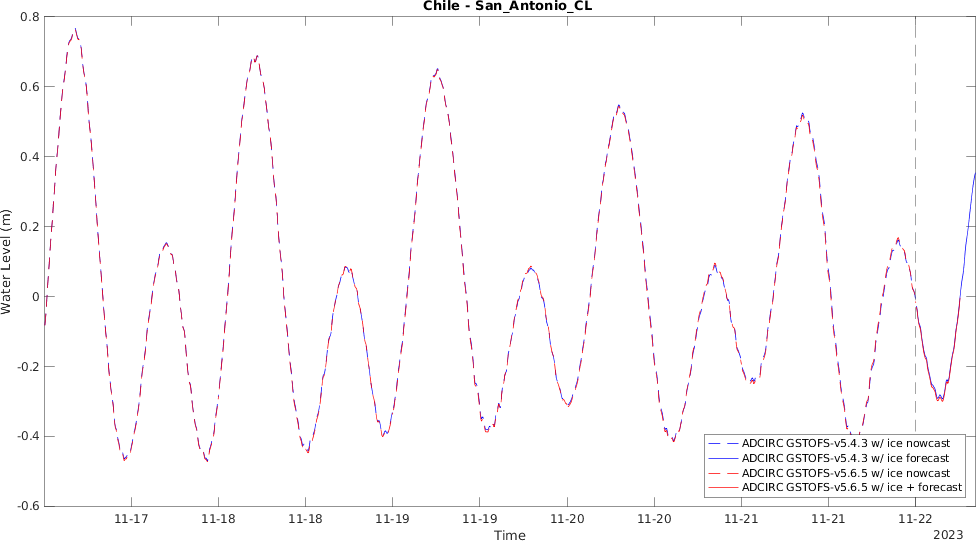 Chile - San_Antonio_CL
0.8
0.6
0.4
0.2
0
-0.2
-0.4
-0.6
Water Level (m)
11-17 11-18 11-18 11-19 11-19 11-20 11-20 11-21 11-21 11-22
Time
2023
ADCIRC GSTOFS-v5.4.3 w/ ice nowcast
ADCIRC GSTOFS-v5.4.3 w/ ice forecast
ADCIRC GSTOFS-v5.6.5 w/ ice nowcast
ADCIRC GSTOFS-v5.6.5 w/ ice + forecast